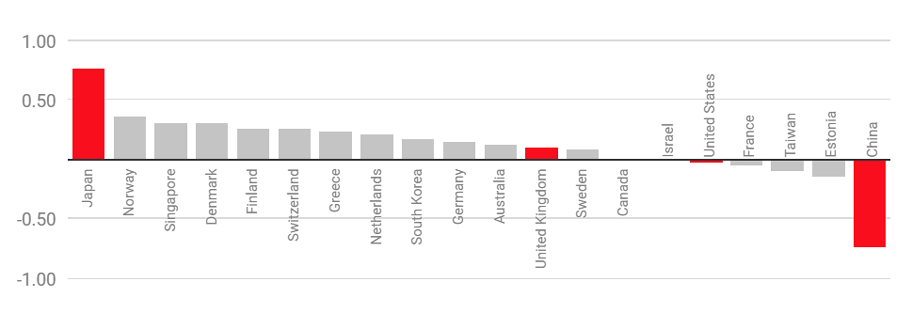 1.00
0.50
-0.50
-1.00
Japan
Norway
Singapore
Denmark
Finland
Switzerland
Greece
Netherlands
South Korea
Germany
Australia
United Kingdom
Sweden
Canada
Israel
United States
France
Taiwan
Estonia
China